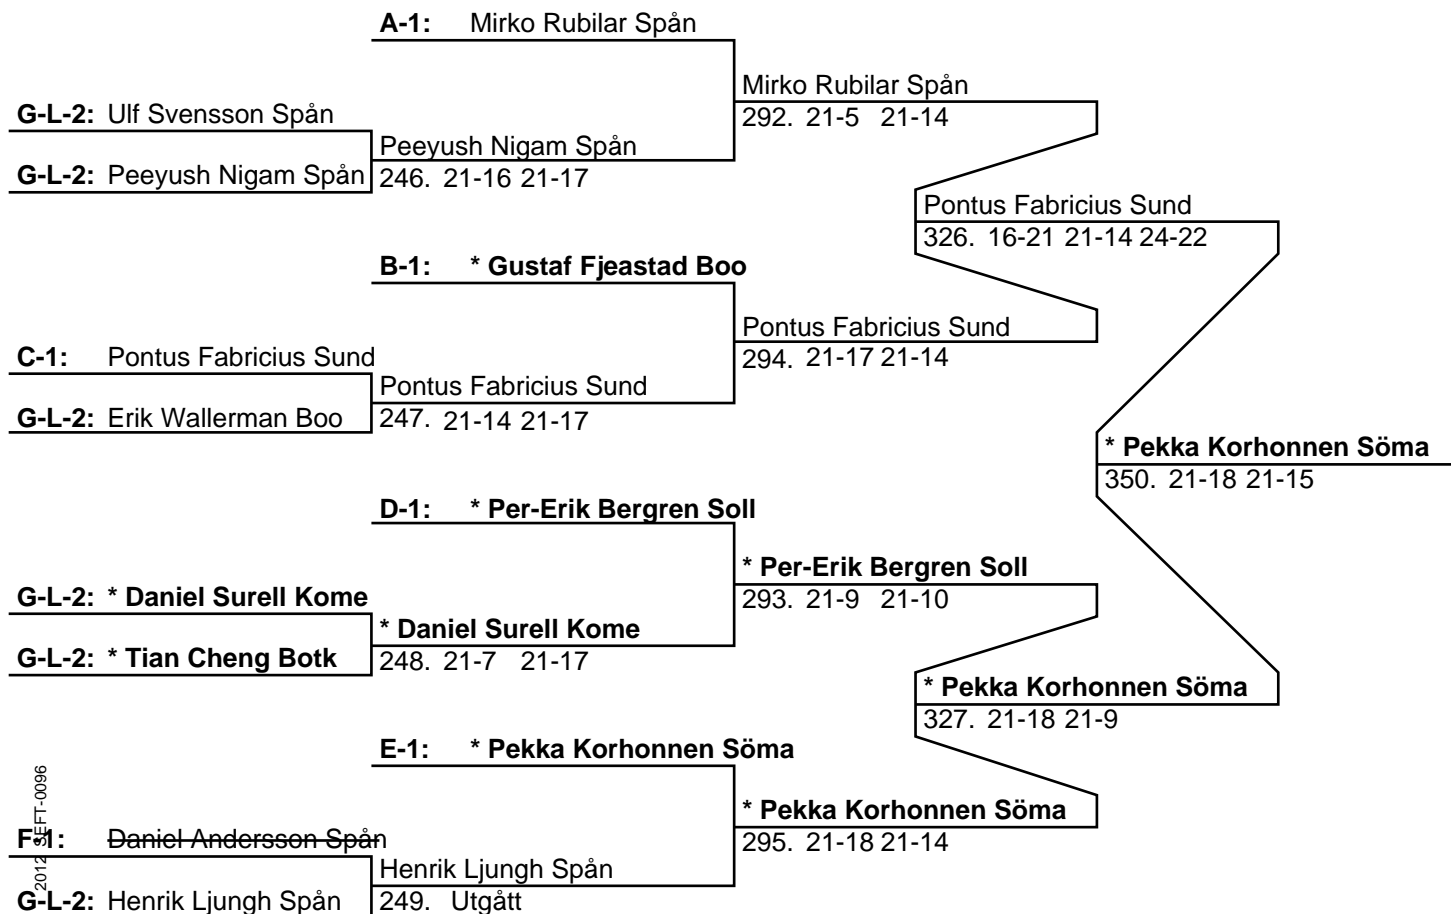 A-1: Mirko Rubilar Spån
Mirko Rubilar Spån
292. 21-5 21-14
G-L-2: Ulf Svensson Spån
Peeyush Nigam Spån
G-L-2: Peeyush Nigam Spån
246. 21-16 21-17
Pontus Fabricius Sund
326. 16-21 21-14 24-22
B-1: * Gustaf Fjeastad Boo
Pontus Fabricius Sund
294. 21-17 21-14
C-1: Pontus Fabricius Sund
Pontus Fabricius Sund
G-L-2: Erik Wallerman Boo
247. 21-14 21-17
* Pekka Korhonnen Söma
350. 21-18 21-15
D-1: * Per-Erik Bergren Soll
* Per-Erik Bergren Soll
293. 21-9 21-10
G-L-2: * Daniel Surell Kome
* Daniel Surell Kome
G-L-2: * Tian Cheng Botk
248. 21-7 21-17
* Pekka Korhonnen Söma
327. 21-18 21-9
E-1: * Pekka Korhonnen Söma
* Pekka Korhonnen Söma
295. 21-18 21-14
F-1: Daniel Andersson Spån
Henrik Ljungh Spån
G-L-2: Henrik Ljungh Spån
249. Utgått
2012 SEFT-0096